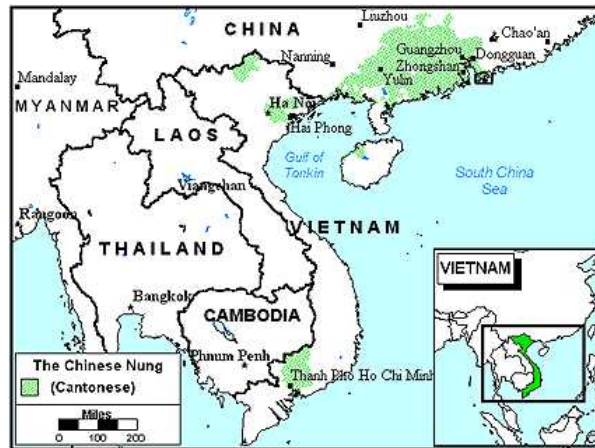 CHINA
Liuzhou
Chao'an
Nanning
Guangzhou
Dongguan
Zhongshan
Yulin
Mandalay
MYANMAR
Ha Noi
Hai Phong
LAOS
Gulf of
Tonkin
South China
Sea
Viangchan
VIETNAM
Rangoon
THAILAND
Bangkok
CAMBODIA
Phnum Penh
Thanh Pho Ho Chi Minh
The Chinese Nung
(Cantonese)
Miles
0 100 200
VIETNAM